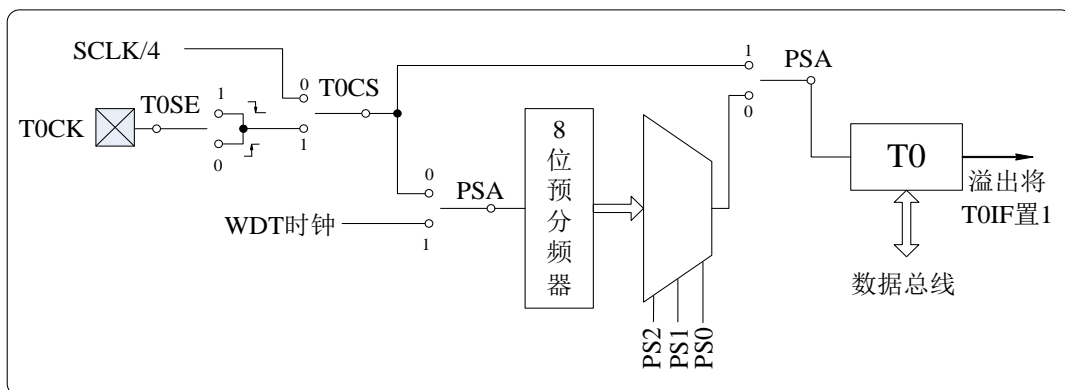 SCLK/4
T0CK
T0SE
1
0
0
1
T0CS
1
0
PSA
0
1
PSA
WDT时钟
8
位
预
分
频
器
PS2
PS1
PS0
T0
溢出将
T0IF置1
数据总线